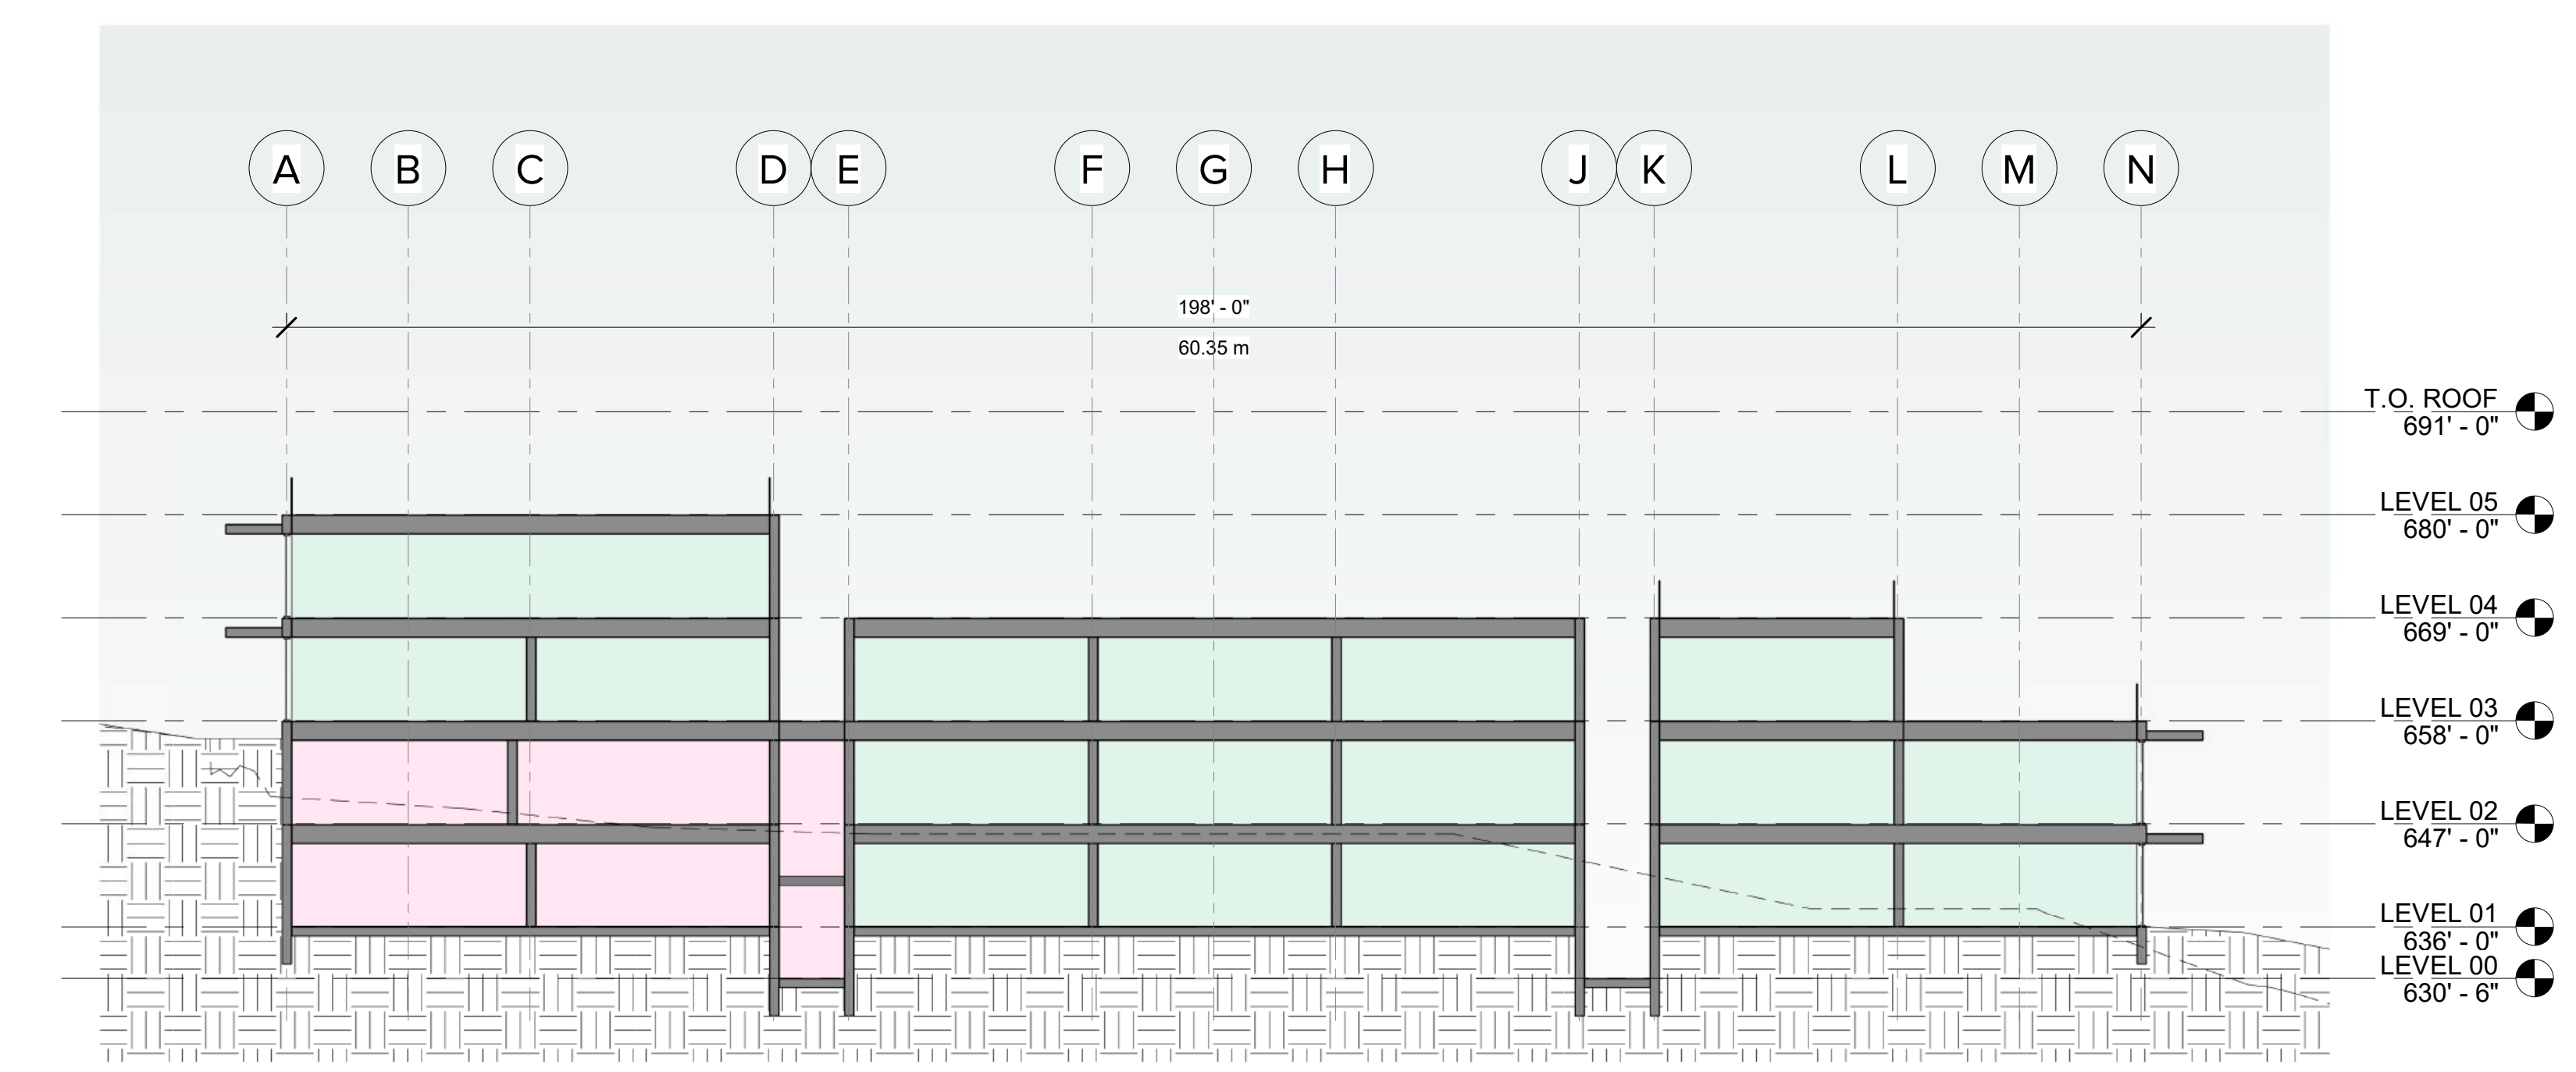 A B C D E F G H J K L M N
198' - 0"
60.35 m
T.O. ROOF
691' - 0"
LEVEL 05
680' - 0"
LEVEL 04
669' - 0"
LEVEL 03
658' - 0"
LEVEL 02
647' - 0"
LEVEL 01
636' - 0"
LEVEL 00
630' - 6"